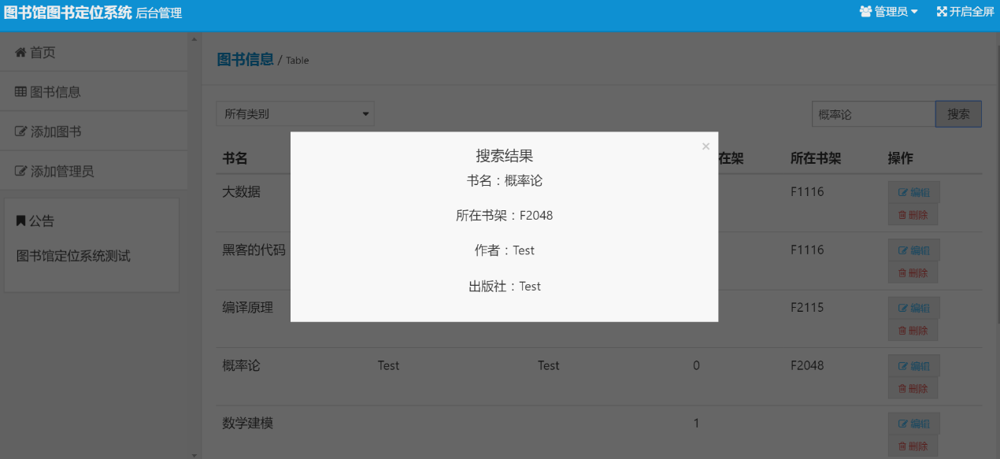 图书馆图书定位系统 后台管理
管理员 开启全屏
首页
图书信息
添加图书
添加管理员
公告
图书馆定位系统测试
图书信息 / Table
所有类别
概率论 搜索
书名 在架 所在书架 操作
大数据 F1116 编辑
删除
黑客的代码 F1116 编辑
删除
编译原理 F2115 编辑
删除
概率论 Test Test 0 F2048 编辑
删除
数学建模 1 编辑
删除
×
搜索结果
书名：概率论
所在书架：F2048
作者：Test
出版社：Test